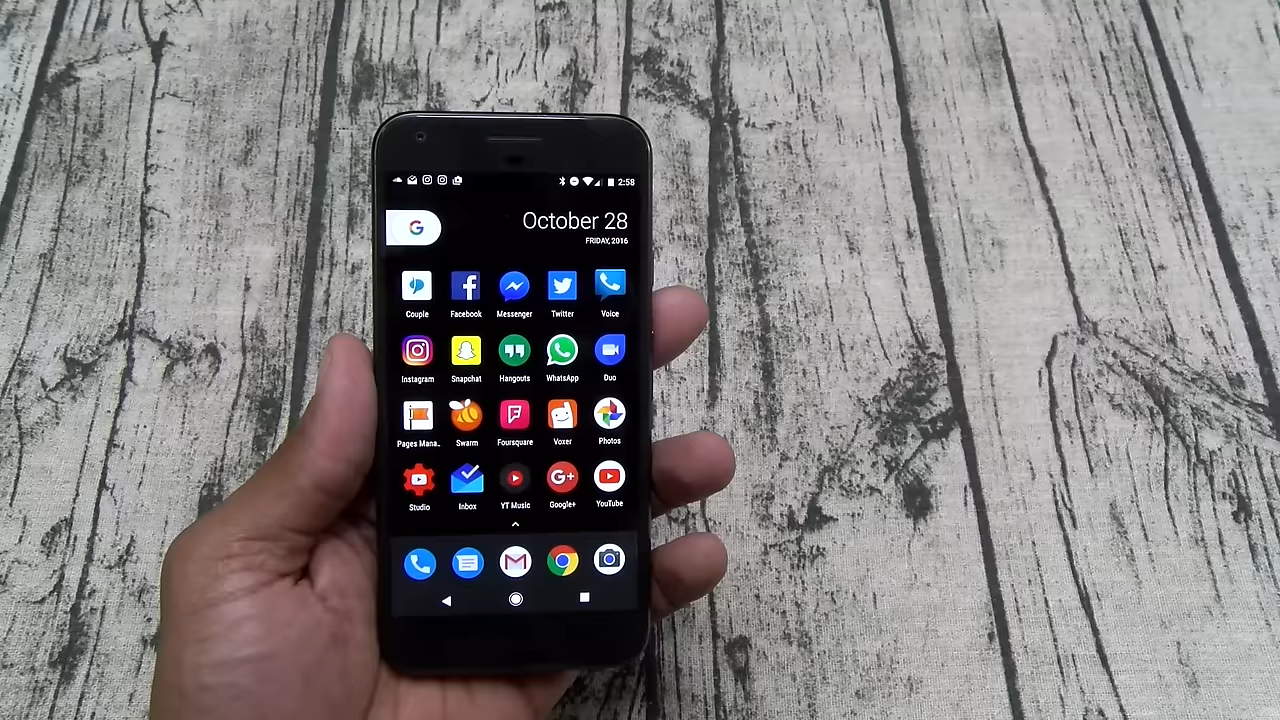 2:58
G
October 28
FRIDAY, 2016
Couple Facebook Messenger Twitter Voice
Instagram Snapchat Hangouts WhatsApp Duo
Pages Mana.. Swarm Foursquare Voxer Photos
G+
Studio Inbox YT Music Google+ YouTube